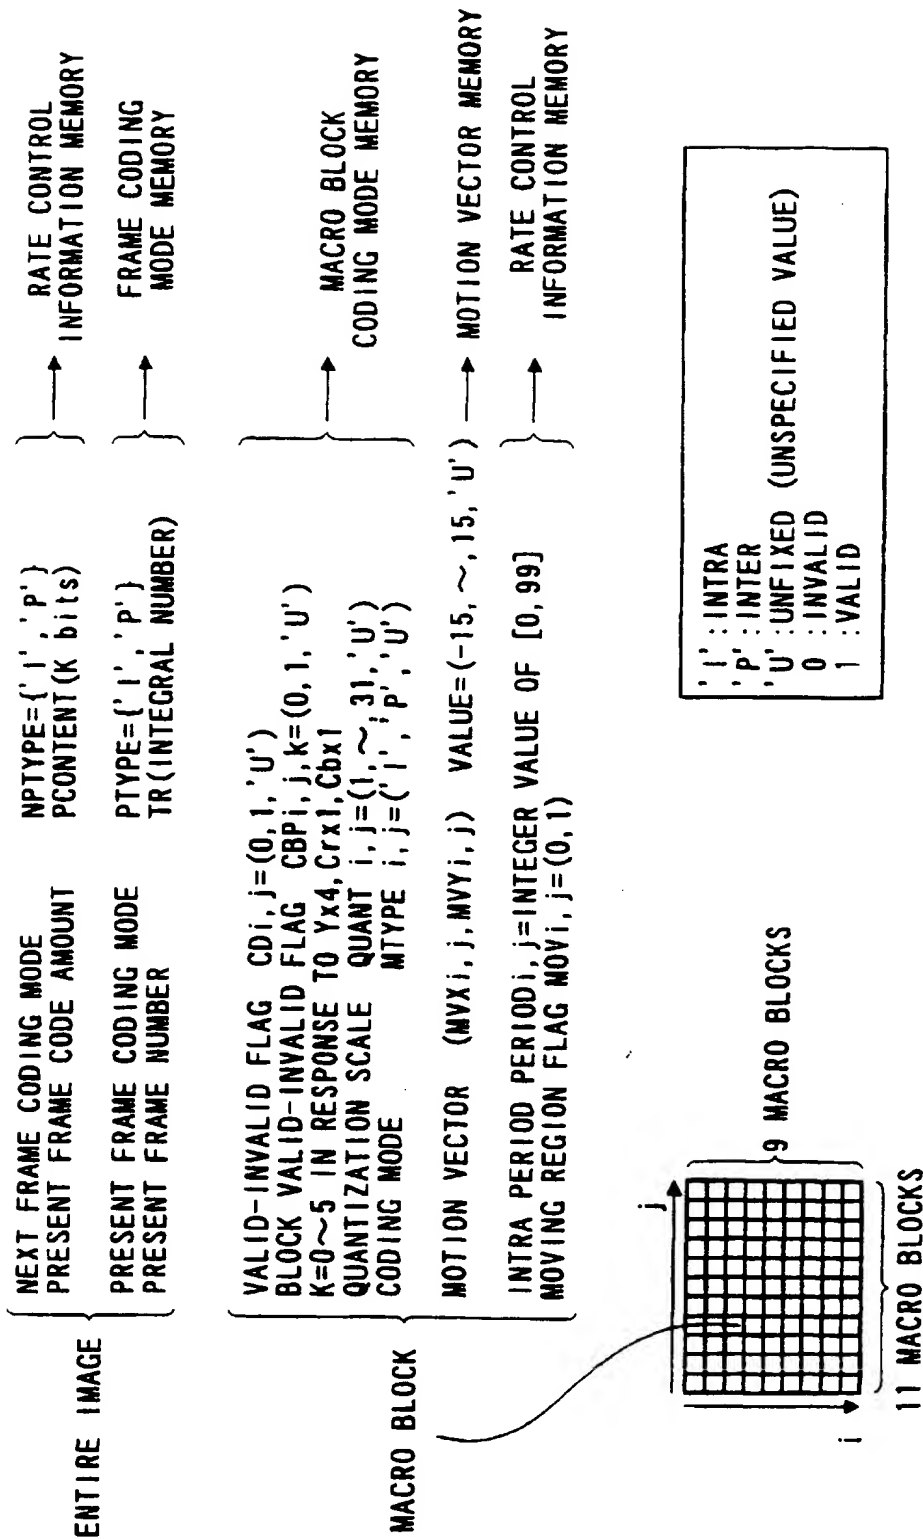 ENTIRE IMAGE
NEXT FRAME CODING MODE NPTYPE={'I','P'}
PRESENT FRAME CODE AMOUNT PCONTENT(K bits)
RATE CONTROL
INFORMATION MEMORY
PRESENT FRAME CODING MODE PTYPE={'I','P'}
PRESENT FRAME NUMBER TR(INTEGRAL NUMBER)
FRAME CODING
MODE MEMORY
MACRO BLOCK
VALID-INVALID FLAG CDi,j=(0,1,'U')
BLOCK VALID-INVALID FLAG CBPi,j,k=(0,1,'U')
K=0~5 IN RESPONSE TO Yx4,Crx1,Cbx1
QUANTIZATION SCALE QUANT i,j=(1,~,31,'U')
CODING MODE MTYPE i,j=('I','P','U')
MACRO BLOCK
CODING MODE MEMORY
MOTION VECTOR (MVXi,j,MVYi,j) VALUE=(-15,~,15,'U')
MOTION VECTOR MEMORY
INTRA PERIOD PERIODi,j=INTEGER VALUE OF [0,99]
MOVING REGION FLAG MOVi,j=(0,1)
RATE CONTROL
INFORMATION MEMORY
j
i
9 MACRO BLOCKS
11 MACRO BLOCKS
'I':INTRA
'P':INTER
'U':UNFIXED (UNSPECIFIED VALUE)
0 :INVALID
1 :VALID